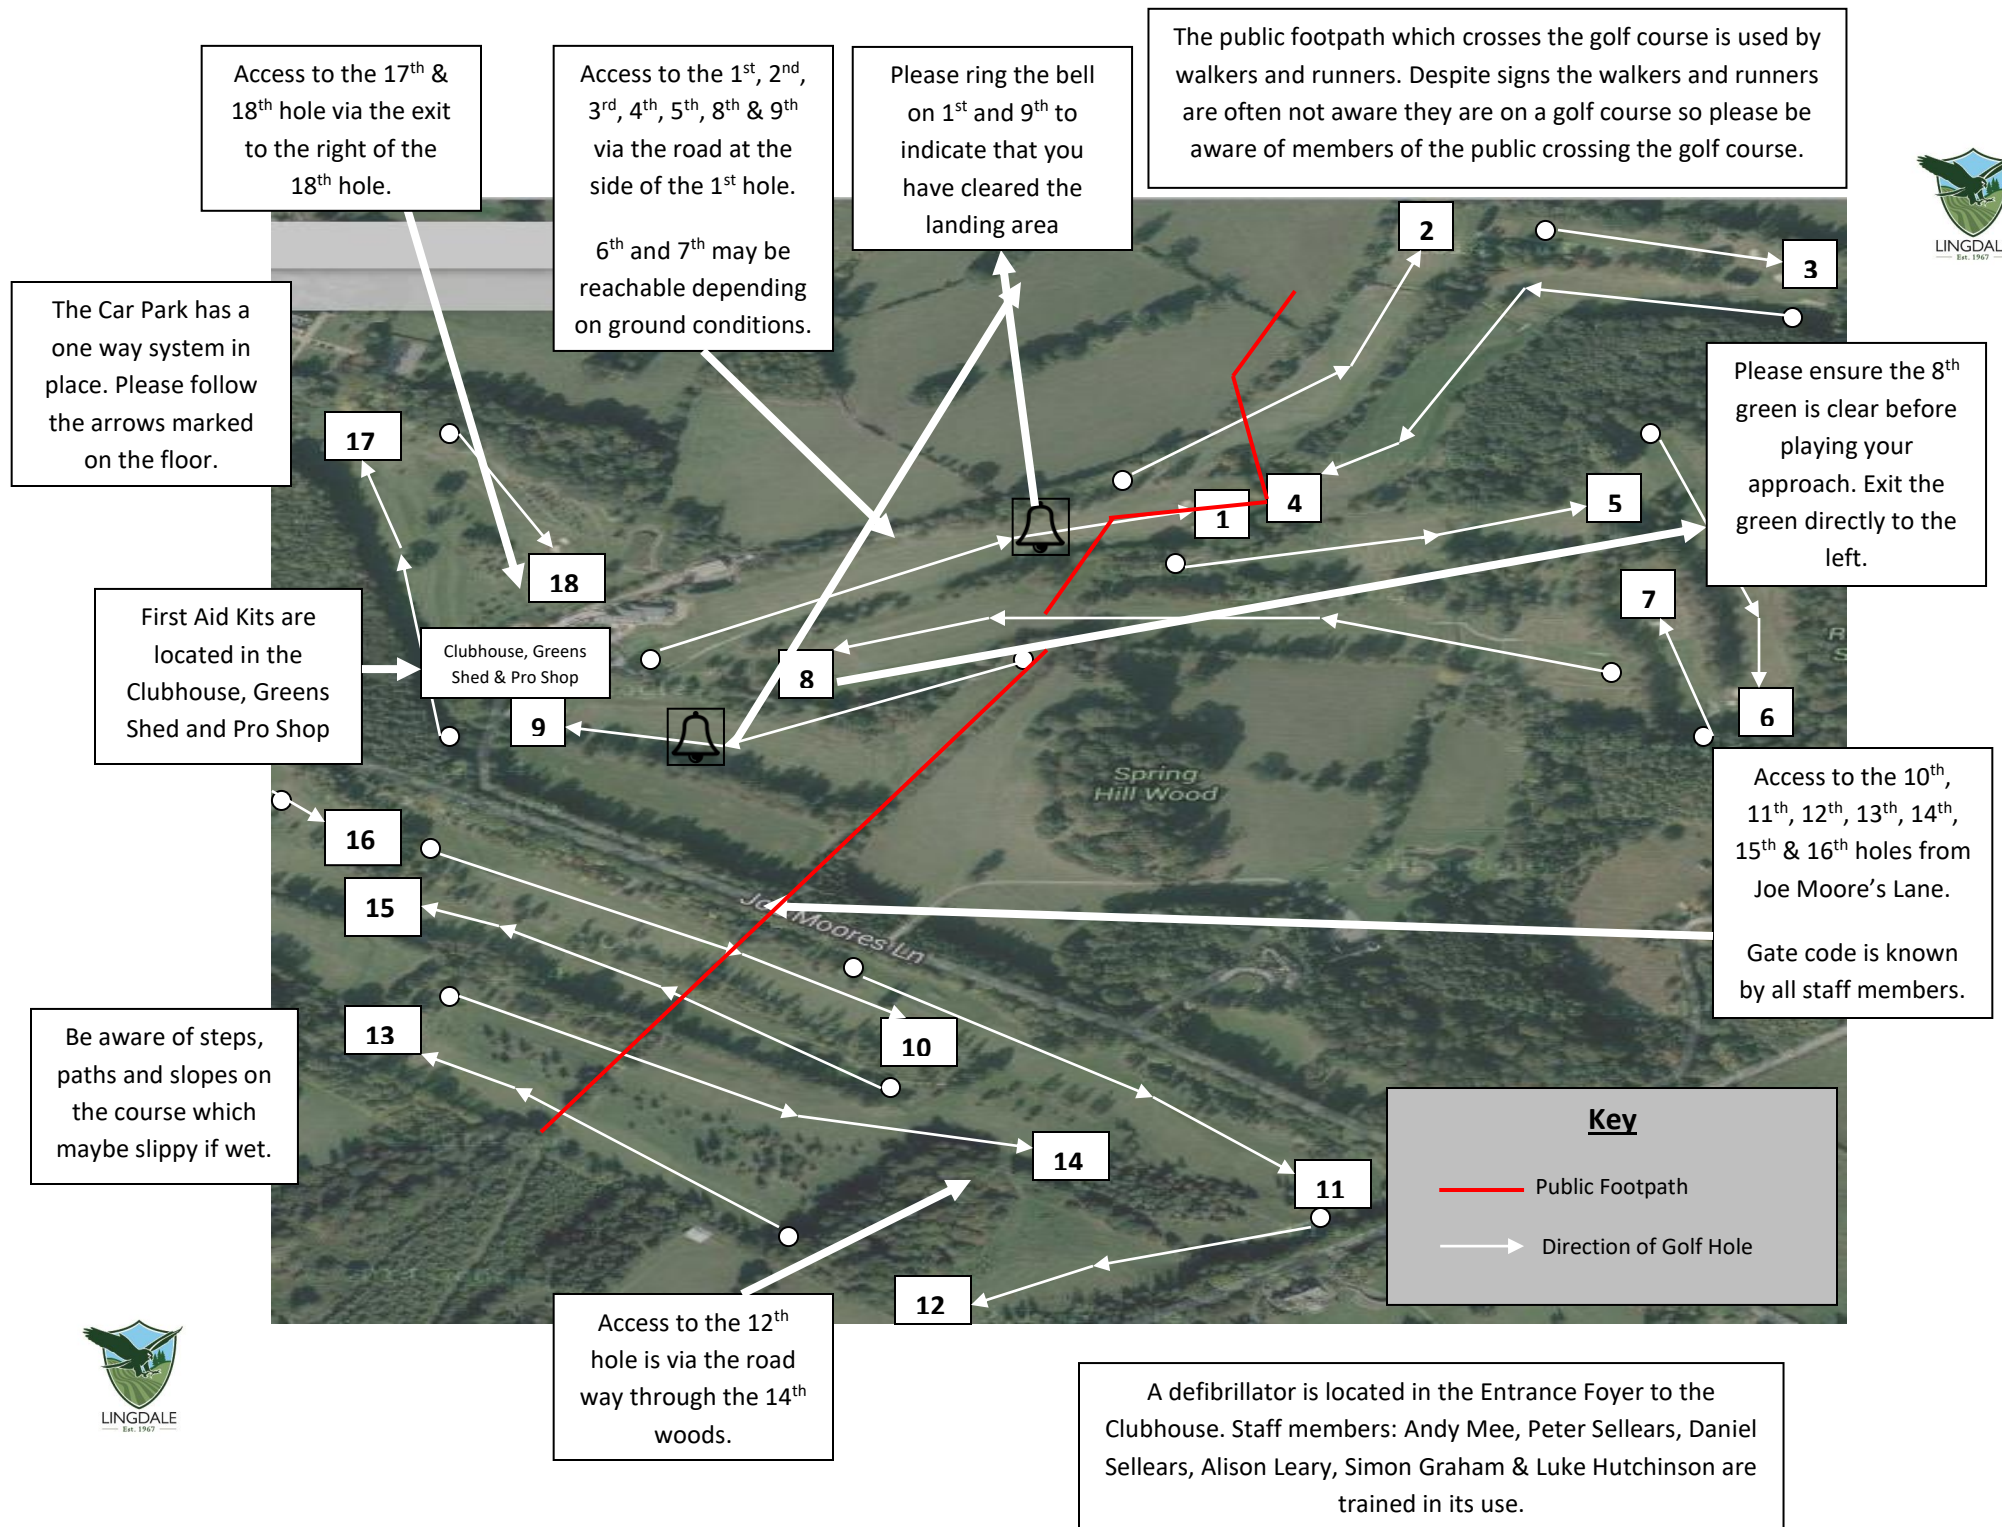 The public footpath which crosses the golf course is used by
walkers and runners. Despite signs the walkers and runners
are often not aware they are on a golf course so please be
aware of members of the public crossing the golf course.
Access to the 17th &
18th hole via the exit
to the right of the
18th hole.
Access to the 1st, 2nd,
3rd, 4th, 5th, 8th & 9th
via the road at the
side of the 1st hole.
6th and 7th may be
reachable depending
on ground conditions.
Please ring the bell
on 1st and 9th to
indicate that you
have cleared the
landing area
LINGDAL
Est. 1967
2
3
The Car Park has a
one way system in
place. Please follow
the arrows marked
on the floor.
Please ensure the 8th
green is clear before
playing your
approach. Exit the
green directly to the
left.
17
4
5
1
18
7
First Aid Kits are
located in the
Clubhouse, Greens
Shed and Pro Shop
Clubhouse, Greens
Shed & Pro Shop
8
9
6
Spring
Hill Wood
Access to the 10th,
11th, 12th, 13th, 14th,
15th & 16th holes from
Joe Moore’s Lane.
Gate code is known
by all staff members.
16
15
Joe Moores Ln
13
10
Be aware of steps,
paths and slopes on
the course which
maybe slippy if wet.
14
11
12
Key
Public Footpath
Direction of Golf Hole
Access to the 12th
hole is via the road
way through the 14th
woods.
LINGDALE
Est. 1967
A defibrillator is located in the Entrance Foyer to the
Clubhouse. Staff members: Andy Mee, Peter Sellears, Daniel
Sellears, Alison Leary, Simon Graham & Luke Hutchinson are
trained in its use.